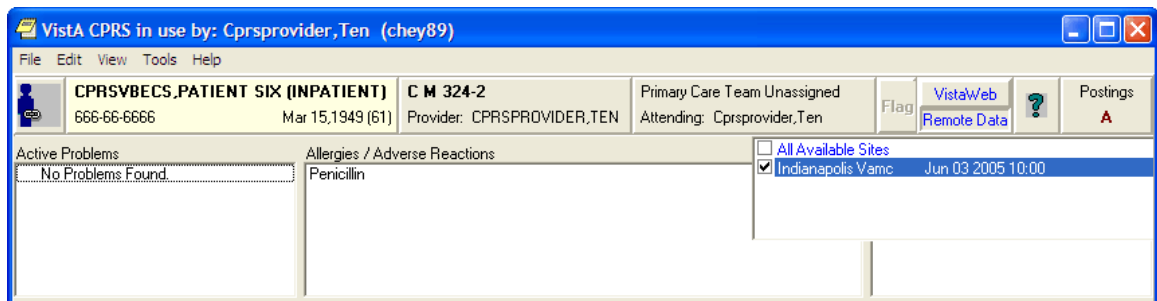 VistA CPRS in use by: Cprsprovider,Ten (chey89)
File Edit View Tools Help
CPRSVBECS,PATIENT SIX (INPATIENT)
666-66-6666 Mar 15,1949 (61)
C M 324-2
Provider: CPRSPROVIDER,TEN
Primary Care Team Unassigned
Attending: Cprsprovider,Ten
Flag
VistaWeb
Remote Data
?
Postings
A
Active Problems
No Problems Found.
Allergies / Adverse Reactions
Penicillin
All Available Sites
Indianapolis Vamc Jun 03 2005 10:00